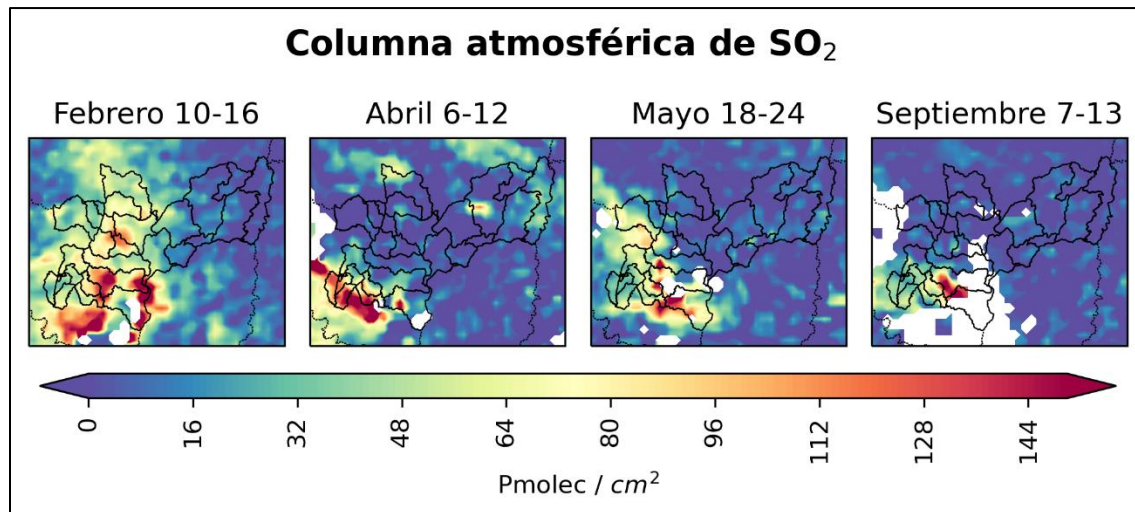 Columna atmosférica de SO₂
Febrero 10-16
Abril 6-12
Mayo 18-24
Septiembre 7-13
0 16 32 48 64 80 96 112 128 144
Pmolec / cm²